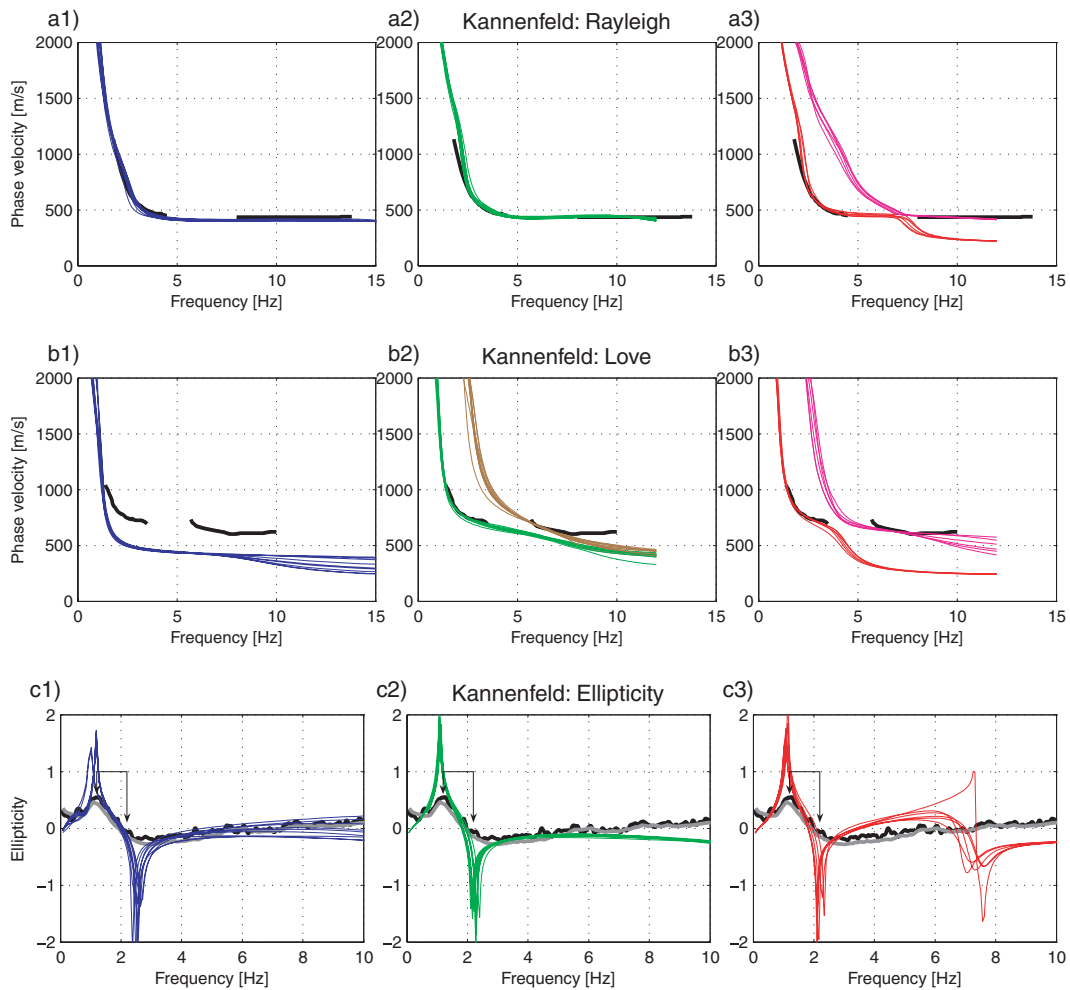 a1)
a2)
Kannenfeld: Rayleigh
a3)
Phase velocity [m/s]
2000
1500
1000
500
0
0 5 10 15
Frequency [Hz]
2000
1500
1000
500
0
0 5 10 15
Frequency [Hz]
2000
1500
1000
500
0
0 5 10 15
Frequency [Hz]
b1)
b2)
Kannenfeld: Love
b3)
Phase velocity [m/s]
2000
1500
1000
500
0
0 5 10 15
Frequency [Hz]
2000
1500
1000
500
0
0 5 10 15
Frequency [Hz]
2000
1500
1000
500
0
0 5 10 15
Frequency [Hz]
c1)
c2)
Kannenfeld: Ellipticity
c3)
Ellipticity
2
1
0
−1
−2
0 2 4 6 8 10
Frequency [Hz]
2
1
0
−1
−2
0 2 4 6 8 10
Frequency [Hz]
2
1
0
−1
−2
0 2 4 6 8 10
Frequency [Hz]